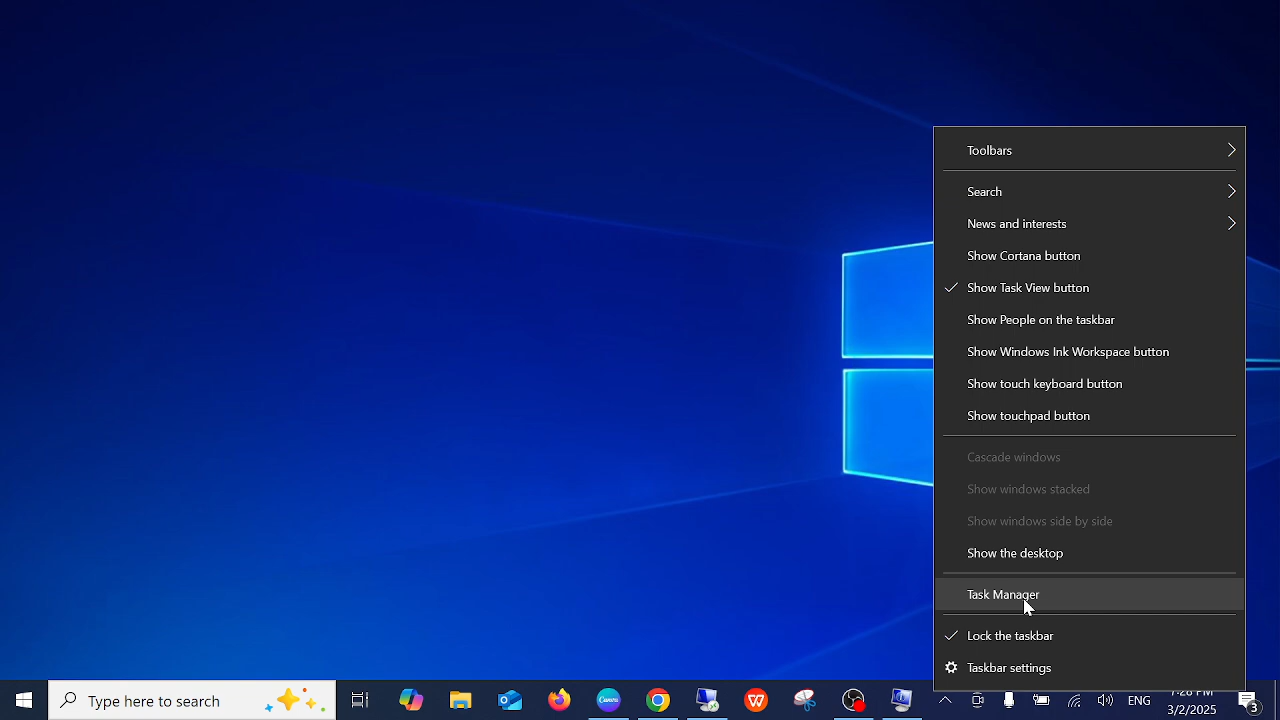 Toolbars
Search
News and interests
Show Cortana button
Show Task View button
Show People on the taskbar
Show Windows Ink Workspace button
Show touch keyboard button
Show touchpad button
Cascade windows
Show windows stacked
Show windows side by side
Show the desktop
Task Manager
Lock the taskbar
Taskbar settings
Type here to search
Canva
W
ENG
3/2/2025
3